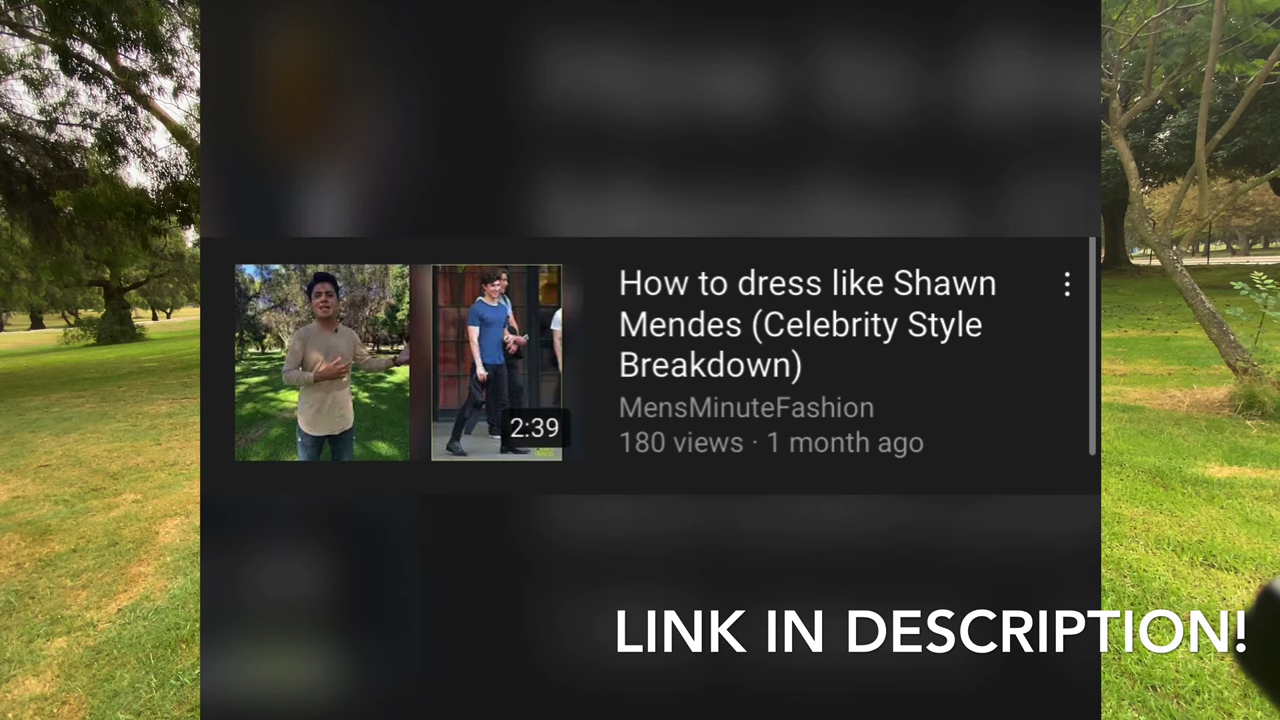 How to dress like Shawn
Mendes (Celebrity Style
Breakdown)
MensMinuteFashion
180 views · 1 month ago
2:39
LINK IN DESCRIPTION!